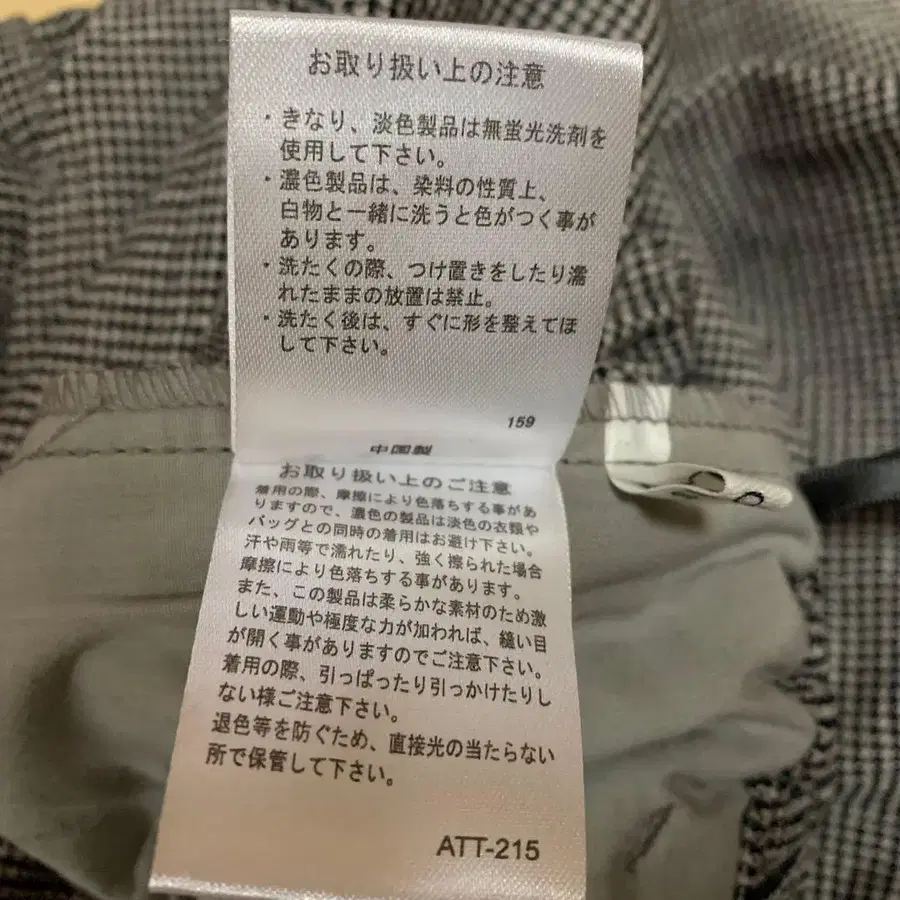 お取り扱い上の注意
・きなり、淡色製品は無蛍光洗剤を
使用して下さい。
・濃色製品は、染料の性質上、
白物と一緒に洗うと色がつく事が
あります。
・洗たくの際、つけ置きをしたり濡
れたままの放置は禁止。
・洗たく後は、すぐに形を整えてほ
して下さい。
159
中国製
お取り扱い上のご注意
着用の際、摩擦により色落ちする事があ
りますので、濃色の製品は淡色の衣類や
バッグとの同時の着用はお避け下さい。
汗や雨等で濡れたり、強く擦られた場合
摩擦により色落ちする事があります。
また、この製品は柔らかな素材のため激
しい運動や極度な力が加われば、縫い目
が開く事がありますのでご注意下さい。
着用の際、引っぱったり引っかけたりし
ない様ご注意下さい。
退色等を防ぐため、直接光の当たらない
所で保管して下さい。
ATT-215